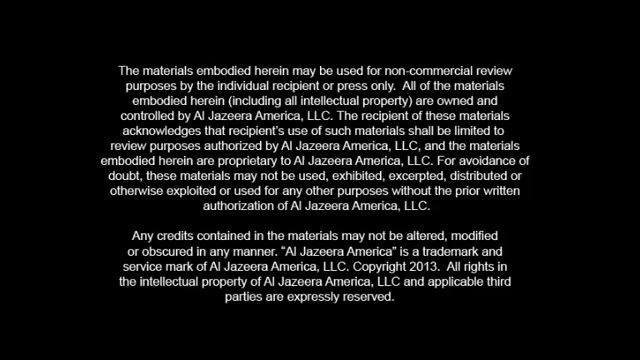 The materials embodied herein may be used for non-commercial review
purposes by the individual recipient or press only.  All of the materials
embodied herein (including all intellectual property) are owned and
controlled by Al Jazeera America, LLC. The recipient of these materials
acknowledges that recipient's use of such materials shall be limited to
review purposes authorized by Al Jazeera America, LLC, and the materials
embodied herein are proprietary to Al Jazeera America, LLC. For avoidance of
doubt, these materials may not be used, exhibited, excerpted, distributed or
otherwise exploited or used for any other purposes without the prior written
authorization of Al Jazeera America, LLC.
Any credits contained in the materials may not be altered, modified
or obscured in any manner. “Al Jazeera America” is a trademark and
service mark of Al Jazeera America, LLC. Copyright 2013.  All rights in
the intellectual property of Al Jazeera America, LLC and applicable third
parties are expressly reserved.